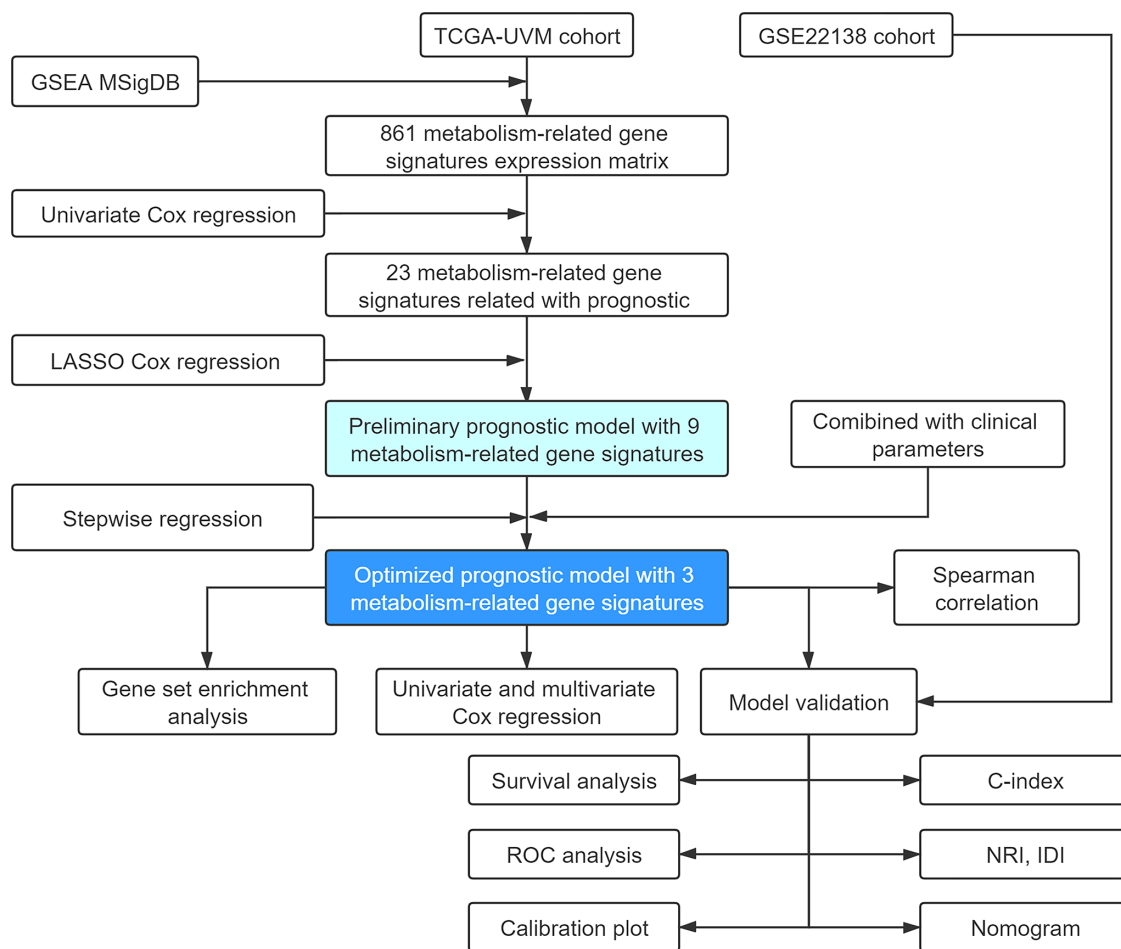 TCGA-UVM cohort
GSE22138 cohort
GSEA MSigDB
861 metabolism-related gene
signatures expression matrix
Univariate Cox regression
23 metabolism-related gene
signatures related with prognostic
LASSO Cox regression
Preliminary prognostic model with 9
metabolism-related gene signatures
Combined with clinical
parameters
Stepwise regression
Optimized prognostic model with 3
metabolism-related gene signatures
Spearman
correlation
Gene set enrichment
analysis
Univariate and multivariate
Cox regression
Model validation
Survival analysis
C-index
ROC analysis
NRI, IDI
Calibration plot
Nomogram